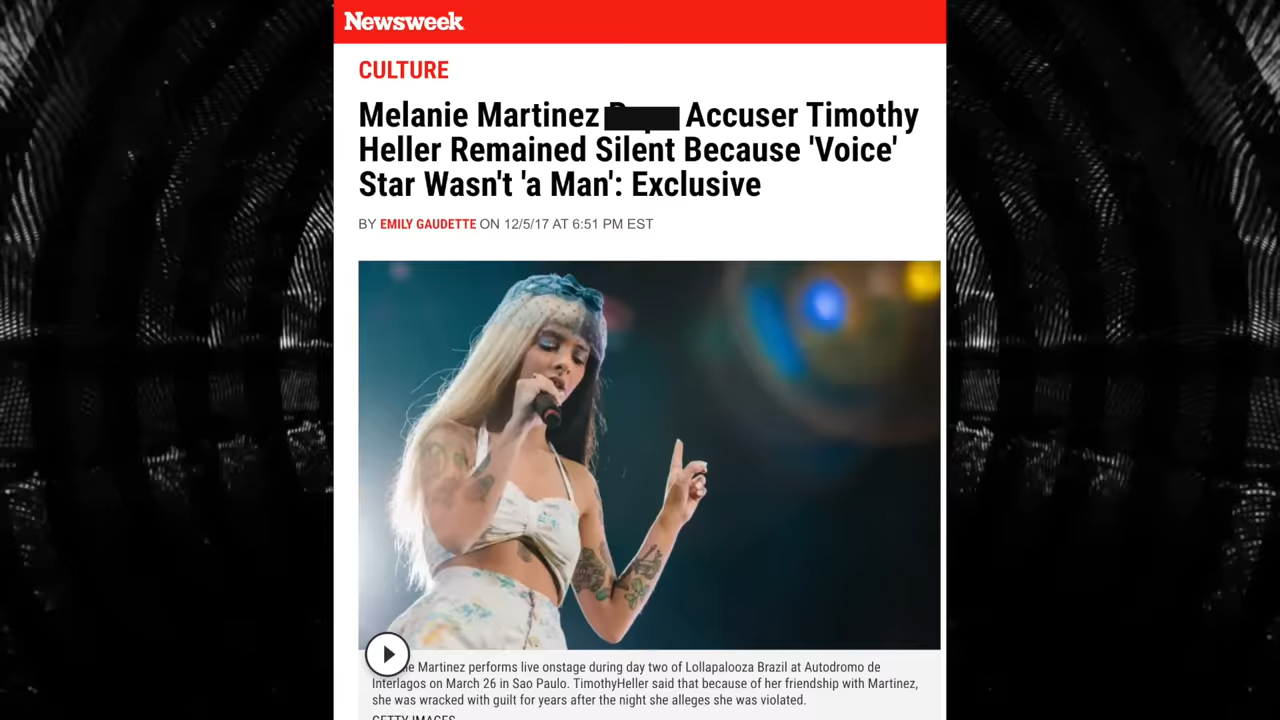 Newsweek
CULTURE
Melanie Martinez Accuser Timothy
Heller Remained Silent Because 'Voice'
Star Wasn't 'a Man': Exclusive
BY EMILY GAUDETTE ON 12/5/17 AT 6:51 PM EST
Martinez performs live onstage during day two of Lollapalooza Brazil at Autodromo de
Interlagos on March 26 in Sao Paulo. TimothyHeller said that because of her friendship with Martinez,
she was wracked with guilt for years after the night she alleges she was violated.
GETTY IMAGES